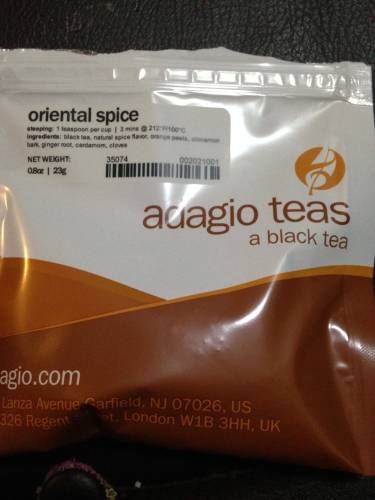 oriental spice
steeping: 1 teaspoon per cup | 3 mins @ 212°F/100°C
ingredients: black tea, natural spice flavor, orange peels, cinnamon
bark, ginger root, cardamom, cloves
NET WEIGHT:
0.8oz | 23g
35074 002021001
adagio teas
a black tea
agio.com
Lanza Avenue Garfield, NJ 07026, US
326 Regent London W1B 3HH, UK